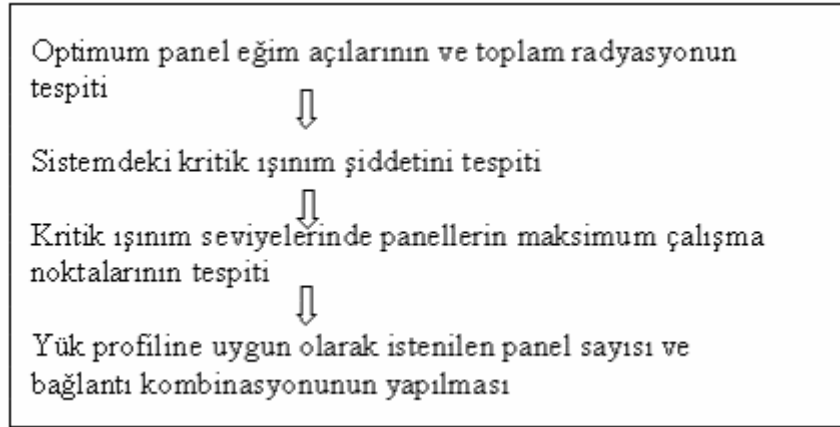 Optimum panel eğim açılarının ve toplam radyasyonun
tespiti
Sistemdeki kritik ışınım şiddetini tespiti
Kritik ışınım seviyelerinde panellerin maksimum çalışma
noktalarının tespiti
Yük profiline uygun olarak istenilen panel sayısı ve
bağlantı kombinasyonunun yapılması